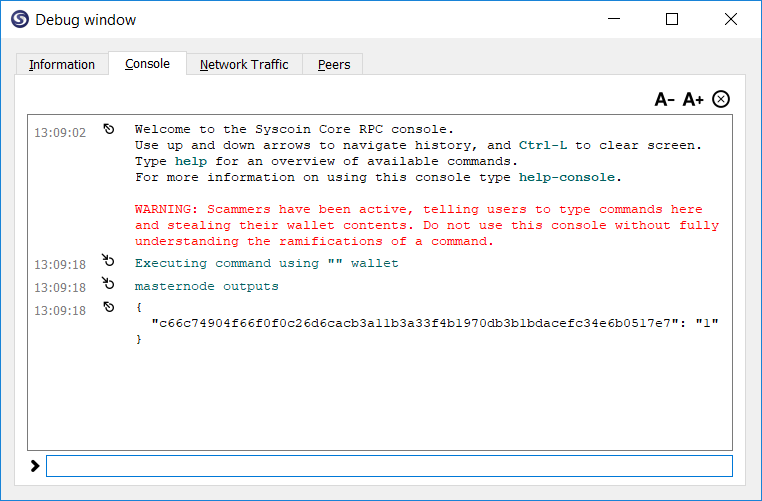 Debug window
Information Console Network Traffic Peers
A- A+
13:09:02 Welcome to the Syscoin Core RPC console.
Use up and down arrows to navigate history, and Ctrl-L to clear screen.
Type help for an overview of available commands.
For more information on using this console type help-console.
WARNING: Scammers have been active, telling users to type commands here
and stealing their wallet contents. Do not use this console without fully
understanding the ramifications of a command.
13:09:18 Executing command using "" wallet
13:09:18 masternode outputs
13:09:18 {
"c66c74904f66f0f0c26d6cacb3a11b3a33f4b1970db3b1bdacefc34e6b0517e7": "1"
}